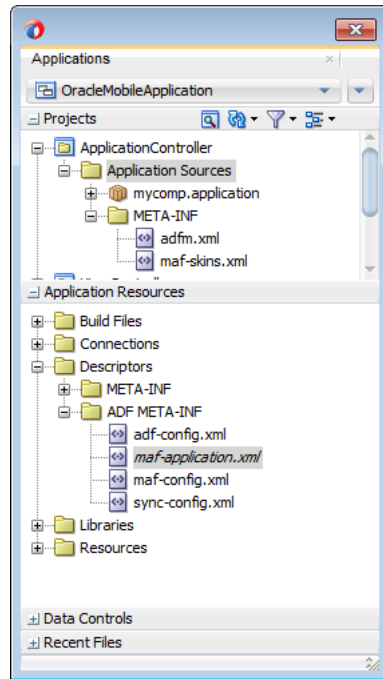 Applications
OracleMobileApplication
Projects
ApplicationController
Application Sources
mycomp.application
META-INF
adfm.xml
maf-skins.xml
Application Resources
Build Files
Connections
Descriptors
META-INF
ADF META-INF
adf-config.xml
maf-application.xml
maf-config.xml
sync-config.xml
Libraries
Resources
Data Controls
Recent Files